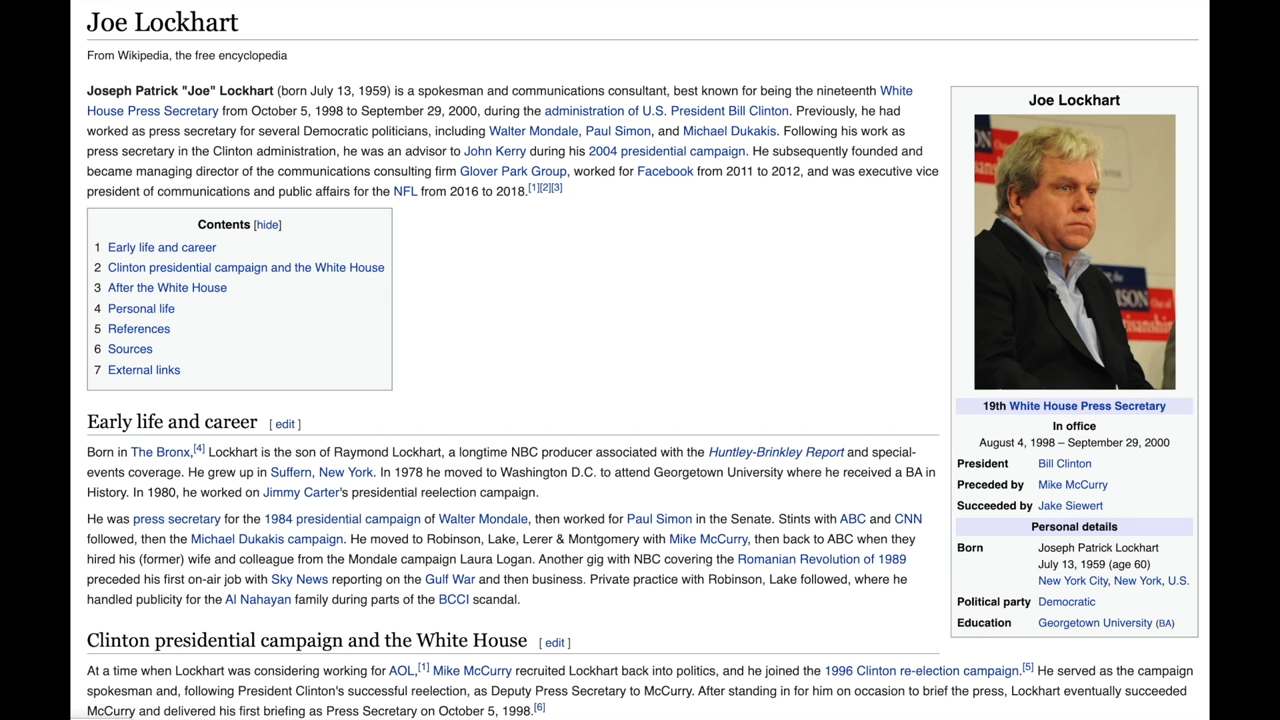 Joe Lockhart
From Wikipedia, the free encyclopedia
Joseph Patrick "Joe" Lockhart (born July 13, 1959) is a spokesman and communications consultant, best known for being the nineteenth White
House Press Secretary from October 5, 1998 to September 29, 2000, during the administration of U.S. President Bill Clinton. Previously, he had
worked as press secretary for several Democratic politicians, including Walter Mondale, Paul Simon, and Michael Dukakis. Following his work as
press secretary in the Clinton administration, he was an advisor to John Kerry during his 2004 presidential campaign. He subsequently founded and
became managing director of the communications consulting firm Glover Park Group, worked for Facebook from 2011 to 2012, and was executive vice
president of communications and public affairs for the NFL from 2016 to 2018.[1][2][3]
Contents [hide]
1 Early life and career
2 Clinton presidential campaign and the White House
3 After the White House
4 Personal life
5 References
6 Sources
7 External links
Early life and career [ edit ]
Born in The Bronx,[4] Lockhart is the son of Raymond Lockhart, a longtime NBC producer associated with the Huntley-Brinkley Report and special-
events coverage. He grew up in Suffern, New York. In 1978 he moved to Washington D.C. to attend Georgetown University where he received a BA in
History. In 1980, he worked on Jimmy Carter's presidential reelection campaign.
He was press secretary for the 1984 presidential campaign of Walter Mondale, then worked for Paul Simon in the Senate. Stints with ABC and CNN
followed, then the Michael Dukakis campaign. He moved to Robinson, Lake, Lerer & Montgomery with Mike McCurry, then back to ABC when they
hired his (former) wife and colleague from the Mondale campaign Laura Logan. Another gig with NBC covering the Romanian Revolution of 1989
preceded his first on-air job with Sky News reporting on the Gulf War and then business. Private practice with Robinson, Lake followed, where he
handled publicity for the Al Nahayan family during parts of the BCCI scandal.
Clinton presidential campaign and the White House [ edit ]
At a time when Lockhart was considering working for AOL,[1] Mike McCurry recruited Lockhart back into politics, and he joined the 1996 Clinton re-election campaign.[5] He served as the campaign
spokesman and, following President Clinton's successful reelection, as Deputy Press Secretary to McCurry. After standing in for him on occasion to brief the press, Lockhart eventually succeeded
McCurry and delivered his first briefing as Press Secretary on October 5, 1998.[6]
Joe Lockhart
19th White House Press Secretary
In office
August 4, 1998 – September 29, 2000
President Bill Clinton
Preceded by Mike McCurry
Succeeded by Jake Siewert
Personal details
Born Joseph Patrick Lockhart
July 13, 1959 (age 60)
New York City, New York, U.S.
Political party Democratic
Education Georgetown University (BA)